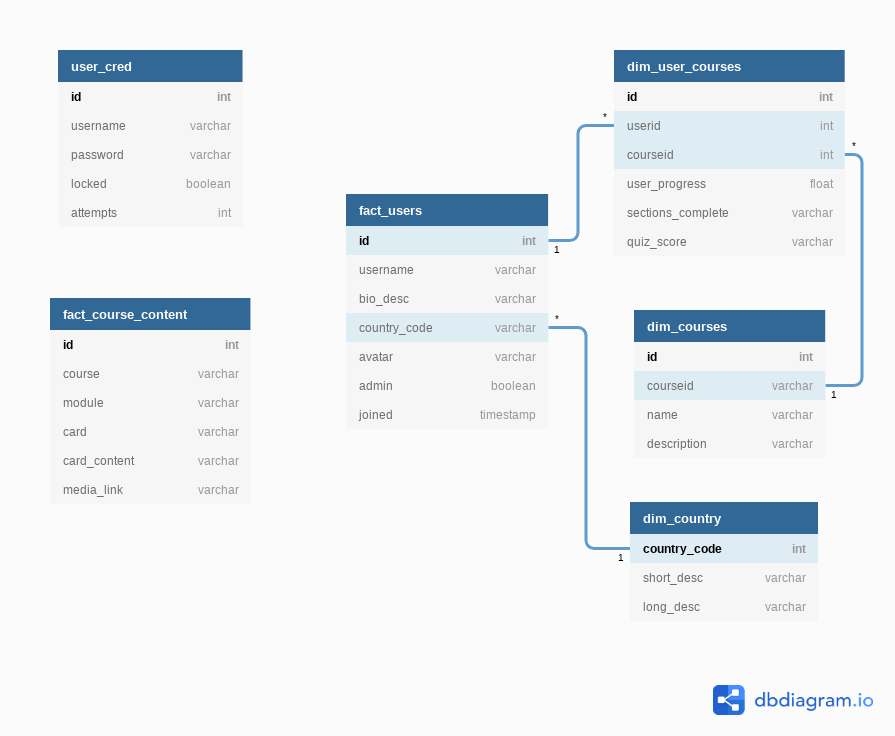 user_cred
id int
username varchar
password varchar
locked boolean
attempts int
fact_course_content
id int
course varchar
module varchar
card varchar
card_content varchar
media_link varchar
fact_users
id int
username varchar
bio_desc varchar
country_code varchar
avatar varchar
admin boolean
joined timestamp
1
*
*
1
*
1
dim_user_courses
id int
userid int
courseid int
user_progress float
sections_complete varchar
quiz_score varchar
dim_courses
id int
courseid varchar
name varchar
description varchar
dim_country
country_code int
short_desc varchar
long_desc varchar
dbdiagram.io